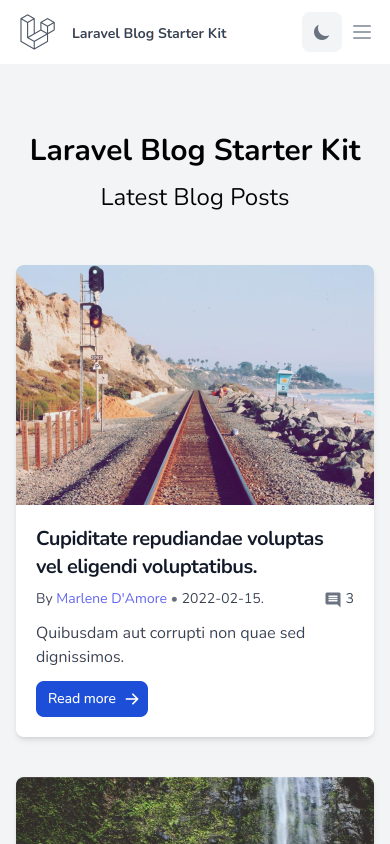 Laravel Blog Starter Kit
Laravel Blog Starter Kit
Latest Blog Posts
Cupiditate repudiandae voluptas
vel eligendi voluptatibus.
By Marlene D'Amore • 2022-02-15.
3
Quibusdam aut corrupti non quae sed
dignissimos.
Read more